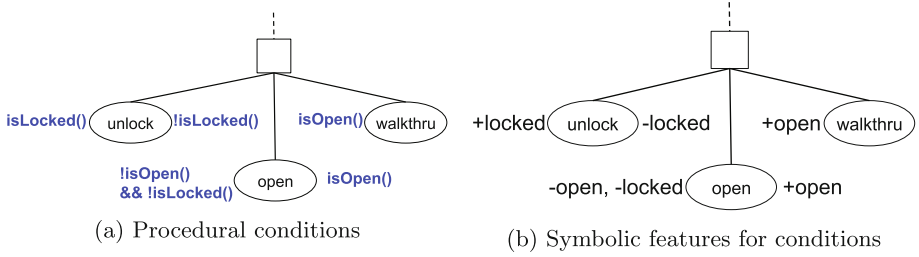 isLocked() unlock !isLocked() isOpen() walkthru
!isOpen()
&& !isLocked() open isOpen()
(a) Procedural conditions
+locked unlock -locked +open walkthru
-open, -locked open +open
(b) Symbolic features for conditions